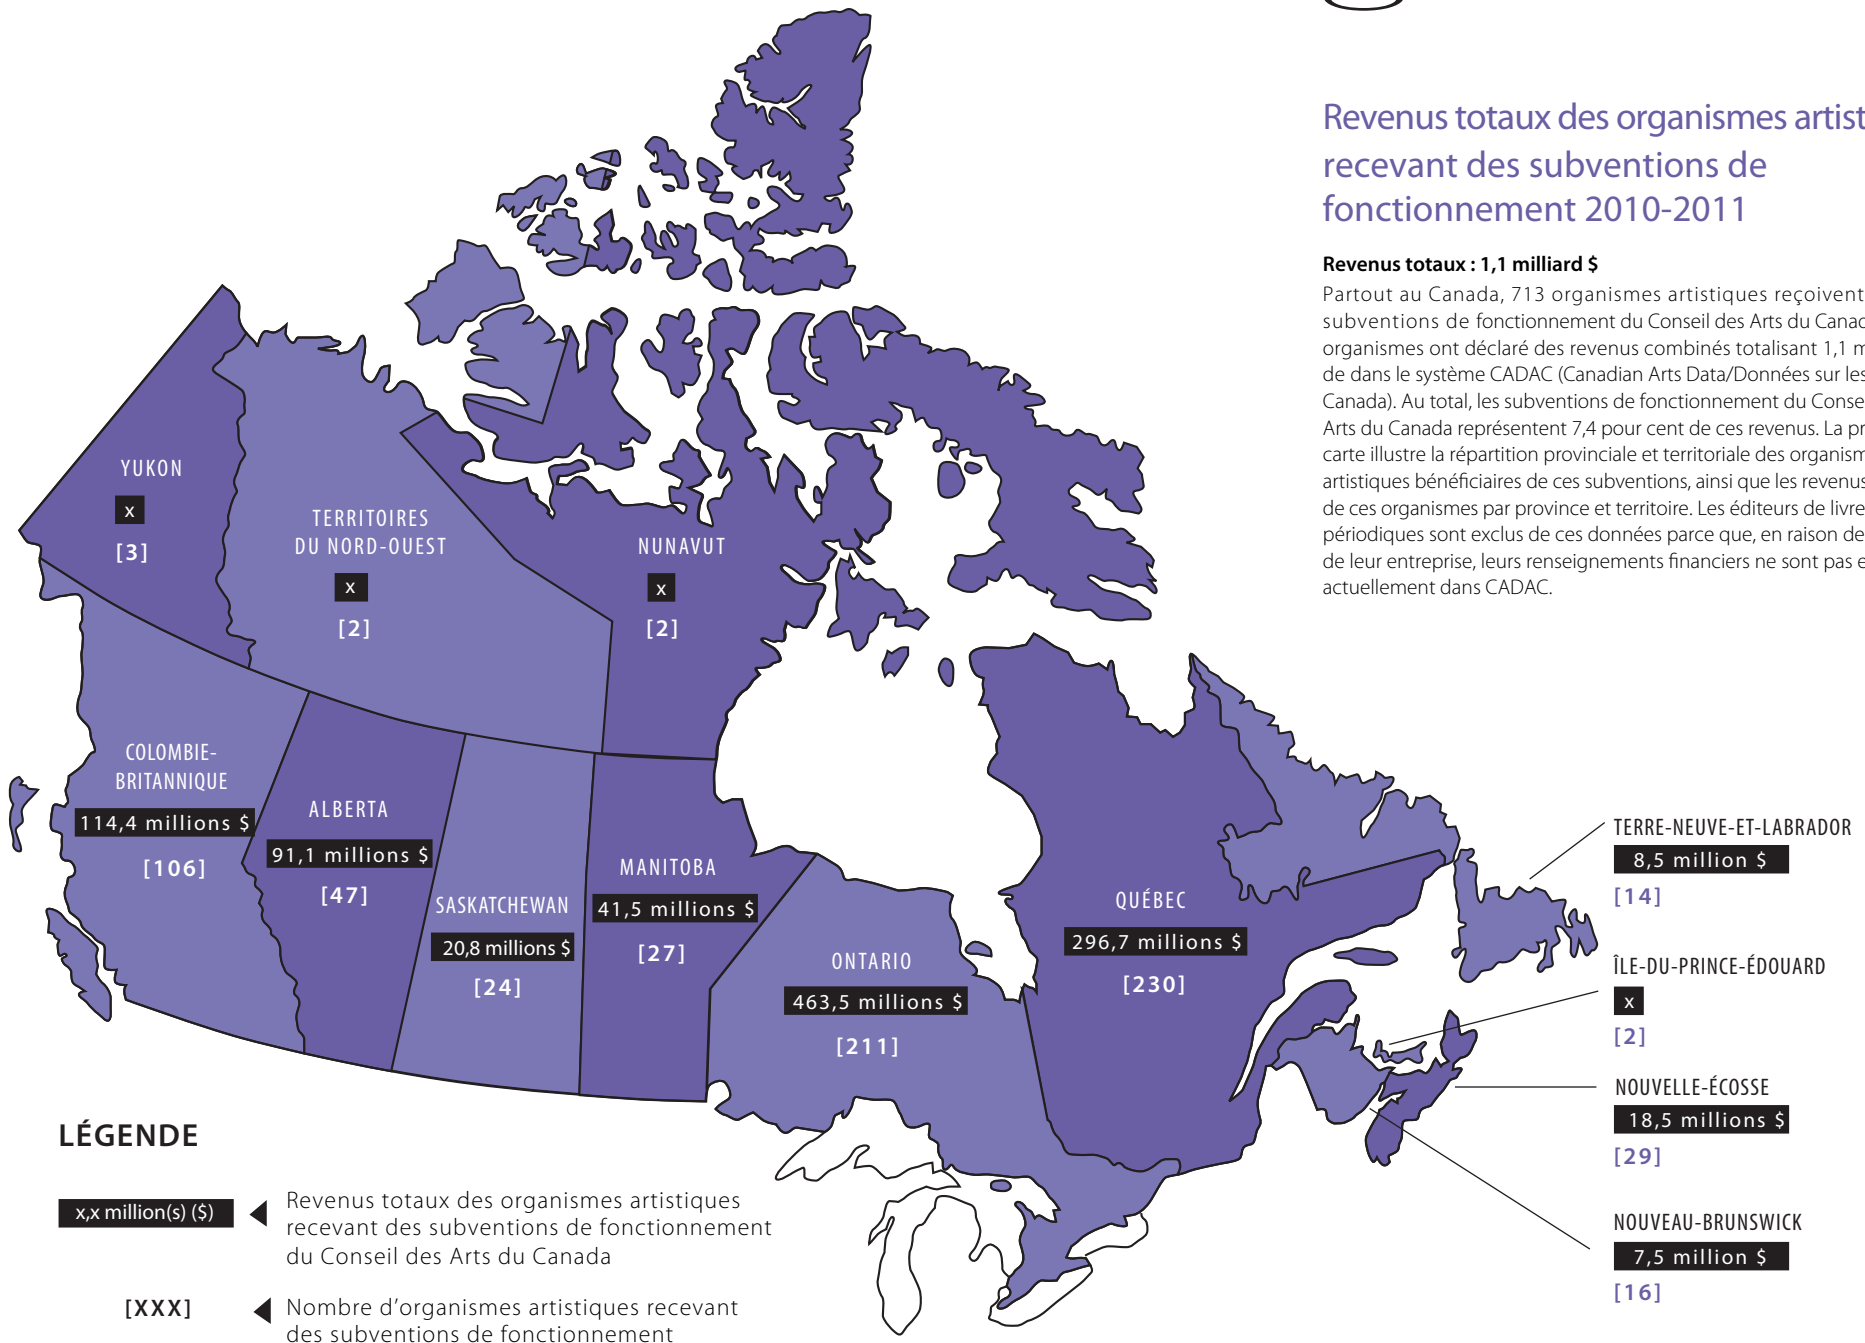 Revenus totaux des organismes artist
recevant des subventions de
fonctionnement 2010-2011
Revenus totaux : 1,1 milliard $
Partout au Canada, 713 organismes artistiques reçoivent
subventions de fonctionnement du Conseil des Arts du Canad
organismes ont déclaré des revenus combinés totalisant 1,1 m
de dans le système CADAC (Canadian Arts Data/Données sur les
Canada). Au total, les subventions de fonctionnement du Conse
Arts du Canada représentent 7,4 pour cent de ces revenus. La pr
carte illustre la répartition provinciale et territoriale des organism
artistiques bénéficiaires de ces subventions, ainsi que les revenus
de ces organismes par province et territoire. Les éditeurs de livre
périodiques sont exclus de ces données parce que, en raison de
de leur entreprise, leurs renseignements financiers ne sont pas e
actuellement dans CADAC.
YUKON
x
[3]
TERRITOIRES
DU NORD-OUEST
x
[2]
NUNAVUT
x
[2]
COLOMBIE-
BRITANNIQUE
114,4 millions $
[106]
ALBERTA
91,1 millions $
[47]
SASKATCHEWAN
20,8 millions $
[24]
MANITOBA
41,5 millions $
[27]
ONTARIO
463,5 millions $
[211]
QUÉBEC
296,7 millions $
[230]
TERRE-NEUVE-ET-LABRADOR
8,5 million $
[14]
ÎLE-DU-PRINCE-ÉDOUARD
x
[2]
NOUVELLE-ÉCOSSE
18,5 millions $
[29]
NOUVEAU-BRUNSWICK
7,5 million $
[16]
LÉGENDE
x,x million(s) ($)
Revenus totaux des organismes artistiques
recevant des subventions de fonctionnement
du Conseil des Arts du Canada
[XXX]
Nombre d'organismes artistiques recevant
des subventions de fonctionnement